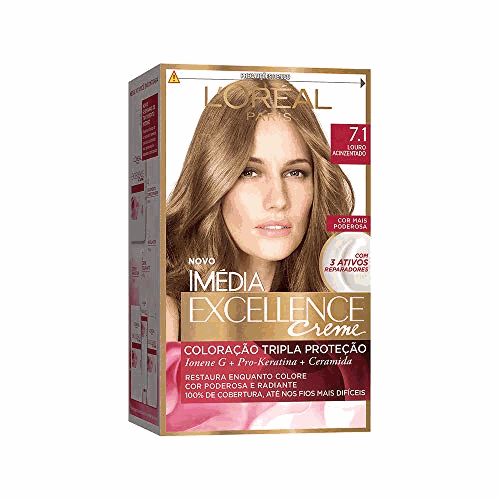 L'ORÉAL
PARIS
7.1
LOURO
ACINZENTADO
COR MAIS
PODEROSA
COM
3 ATIVOS
REPARADORES
NOVO
IMÉDIA
EXCELLENCE
Creme
COLORAÇÃO TRIPLA PROTEÇÃO
Ionene G + Pro-Keratina + Ceramida
RESTAURA ENQUANTO COLORE
COR PODEROSA E RADIANTE
100% DE COBERTURA, ATÉ NOS FIOS MAIS DIFÍCEIS